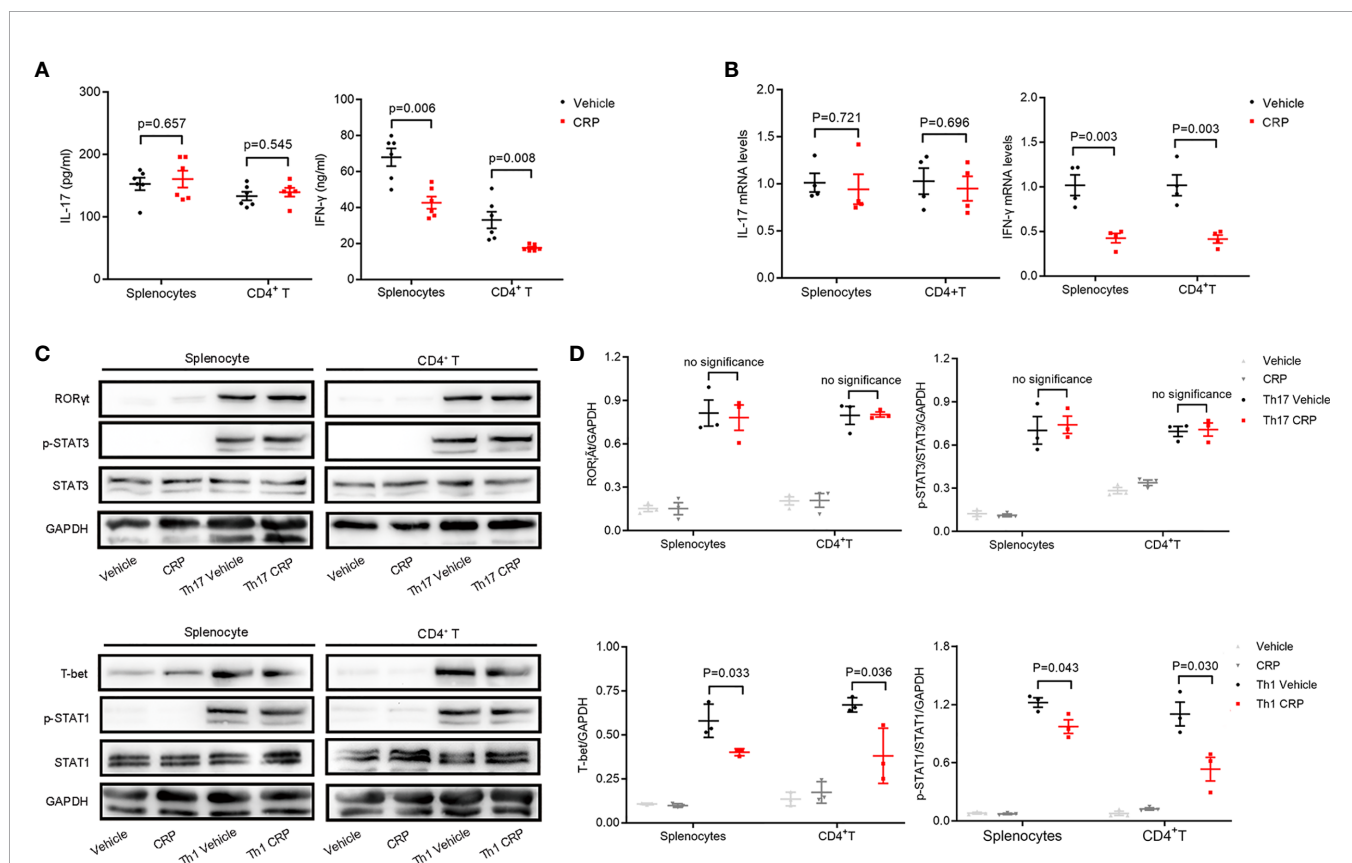 A
IL-17 (pg/ml)
300
200
100
0
p=0.657
p=0.545
Splenocytes
CD4⁺ T
IFN-γ (ng/ml)
100
80
60
40
20
0
p=0.006
p=0.008
Splenocytes
CD4⁺ T
Vehicle
CRP
B
IL-17 mRNA levels
2.0
1.5
1.0
0.5
0.0
P=0.721
P=0.696
Splenocytes
CD4+T
IFN-γ mRNA levels
2.0
1.5
1.0
0.5
0.0
P=0.003
P=0.003
Splenocytes
CD4⁺T
Vehicle
CRP
C
Splenocyte
CD4⁺ T
RORγt
p-STAT3
STAT3
GAPDH
Vehicle
CRP
Th17 Vehicle
Th17 CRP
Vehicle
CRP
Th17 Vehicle
Th17 CRP
Splenocyte
CD4⁺ T
T-bet
p-STAT1
STAT1
GAPDH
Vehicle
CRP
Th1 Vehicle
Th1 CRP
Vehicle
CRP
Th1 Vehicle
Th1 CRP
D
1.2
0.9
0.6
0.3
0.0
no significance
no significance
Splenocytes
CD4⁺T
p-STAT3/STAT3/GAPDH
1.2
0.9
0.6
0.3
0.0
no significance
no significance
Splenocytes
CD4⁺T
Vehicle
CRP
Th17 Vehicle
Th17 CRP
T-bet/GAPDH
1.00
0.75
0.50
0.25
0.00
P=0.033
P=0.036
Splenocytes
CD4⁺T
p-STAT1/STAT1/GAPDH
1.8
1.5
1.2
0.9
0.6
0.3
0.0
P=0.043
P=0.030
Splenocytes
CD4⁺T
Vehicle
CRP
Th1 Vehicle
Th1 CRP